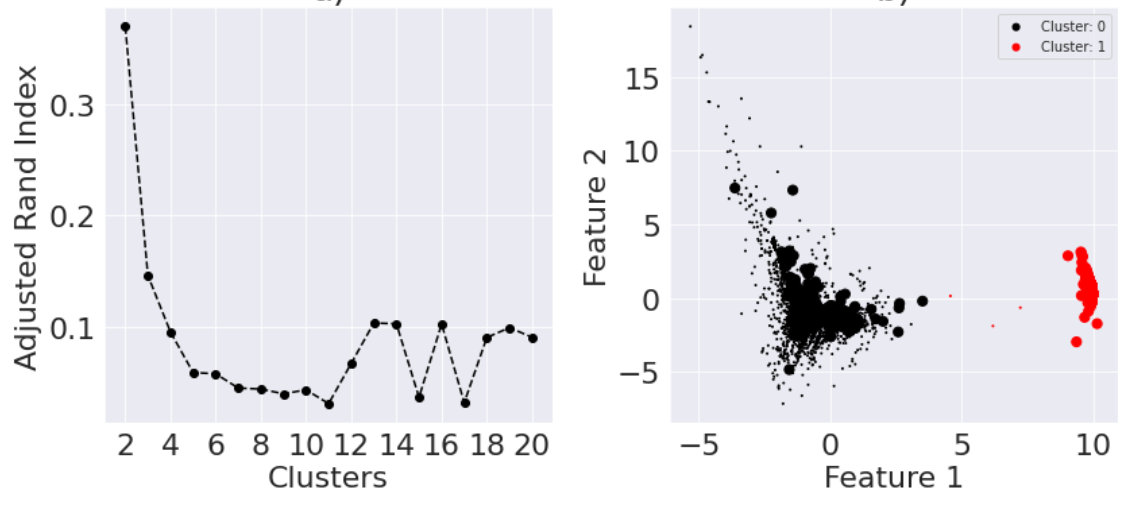 Adjusted Rand Index
0.3
0.2
0.1
2 4 6 8 10 12 14 16 18 20
Clusters
Cluster: 0
Cluster: 1
Feature 2
15
10
5
0
−5
−5 0 5 10
Feature 1